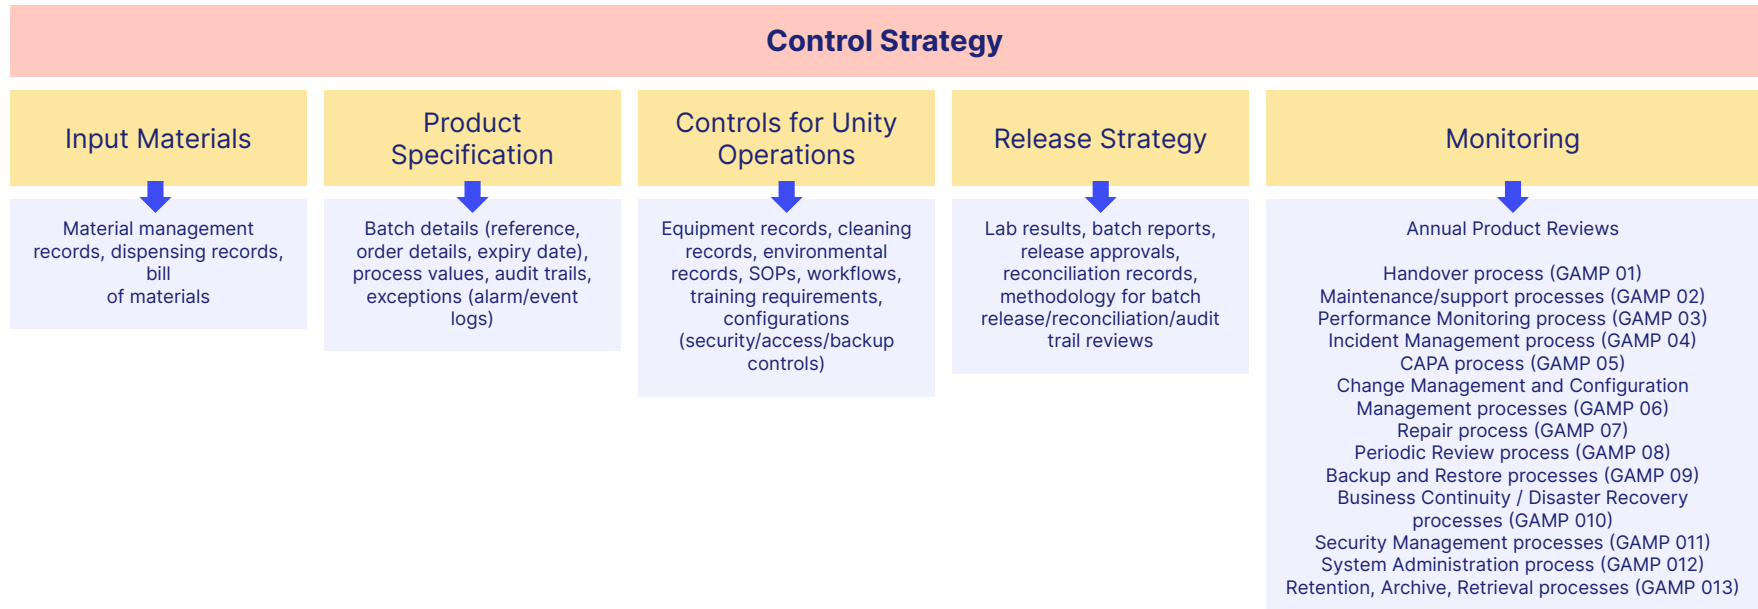 Control Strategy
Input Materials
Material management
records, dispensing records,
bill
of materials
Product
Specification
Batch details (reference,
order details, expiry date),
process values, audit trails,
exceptions (alarm/event
logs)
Controls for Unity
Operations
Equipment records, cleaning
records, environmental
records, SOPs, workflows,
training requirements,
configurations
(security/access/backup
controls)
Release Strategy
Lab results, batch reports,
release approvals,
reconciliation records,
methodology for batch
release/reconciliation/audit
trail reviews
Monitoring
Annual Product Reviews
Handover process (GAMP 01)
Maintenance/support processes (GAMP 02)
Performance Monitoring process (GAMP 03)
Incident Management process (GAMP 04)
CAPA process (GAMP 05)
Change Management and Configuration
Management processes (GAMP 06)
Repair process (GAMP 07)
Periodic Review process (GAMP 08)
Backup and Restore processes (GAMP 09)
Business Continuity / Disaster Recovery
processes (GAMP 010)
Security Management processes (GAMP 011)
System Administration process (GAMP 012)
Retention, Archive, Retrieval processes (GAMP 013)